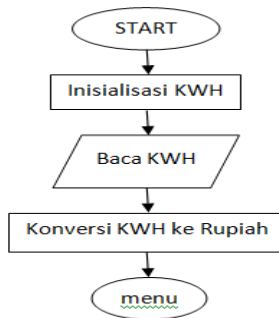 START
Inisialisasi KWH
Baca KWH
Konversi KWH ke Rupiah
menu